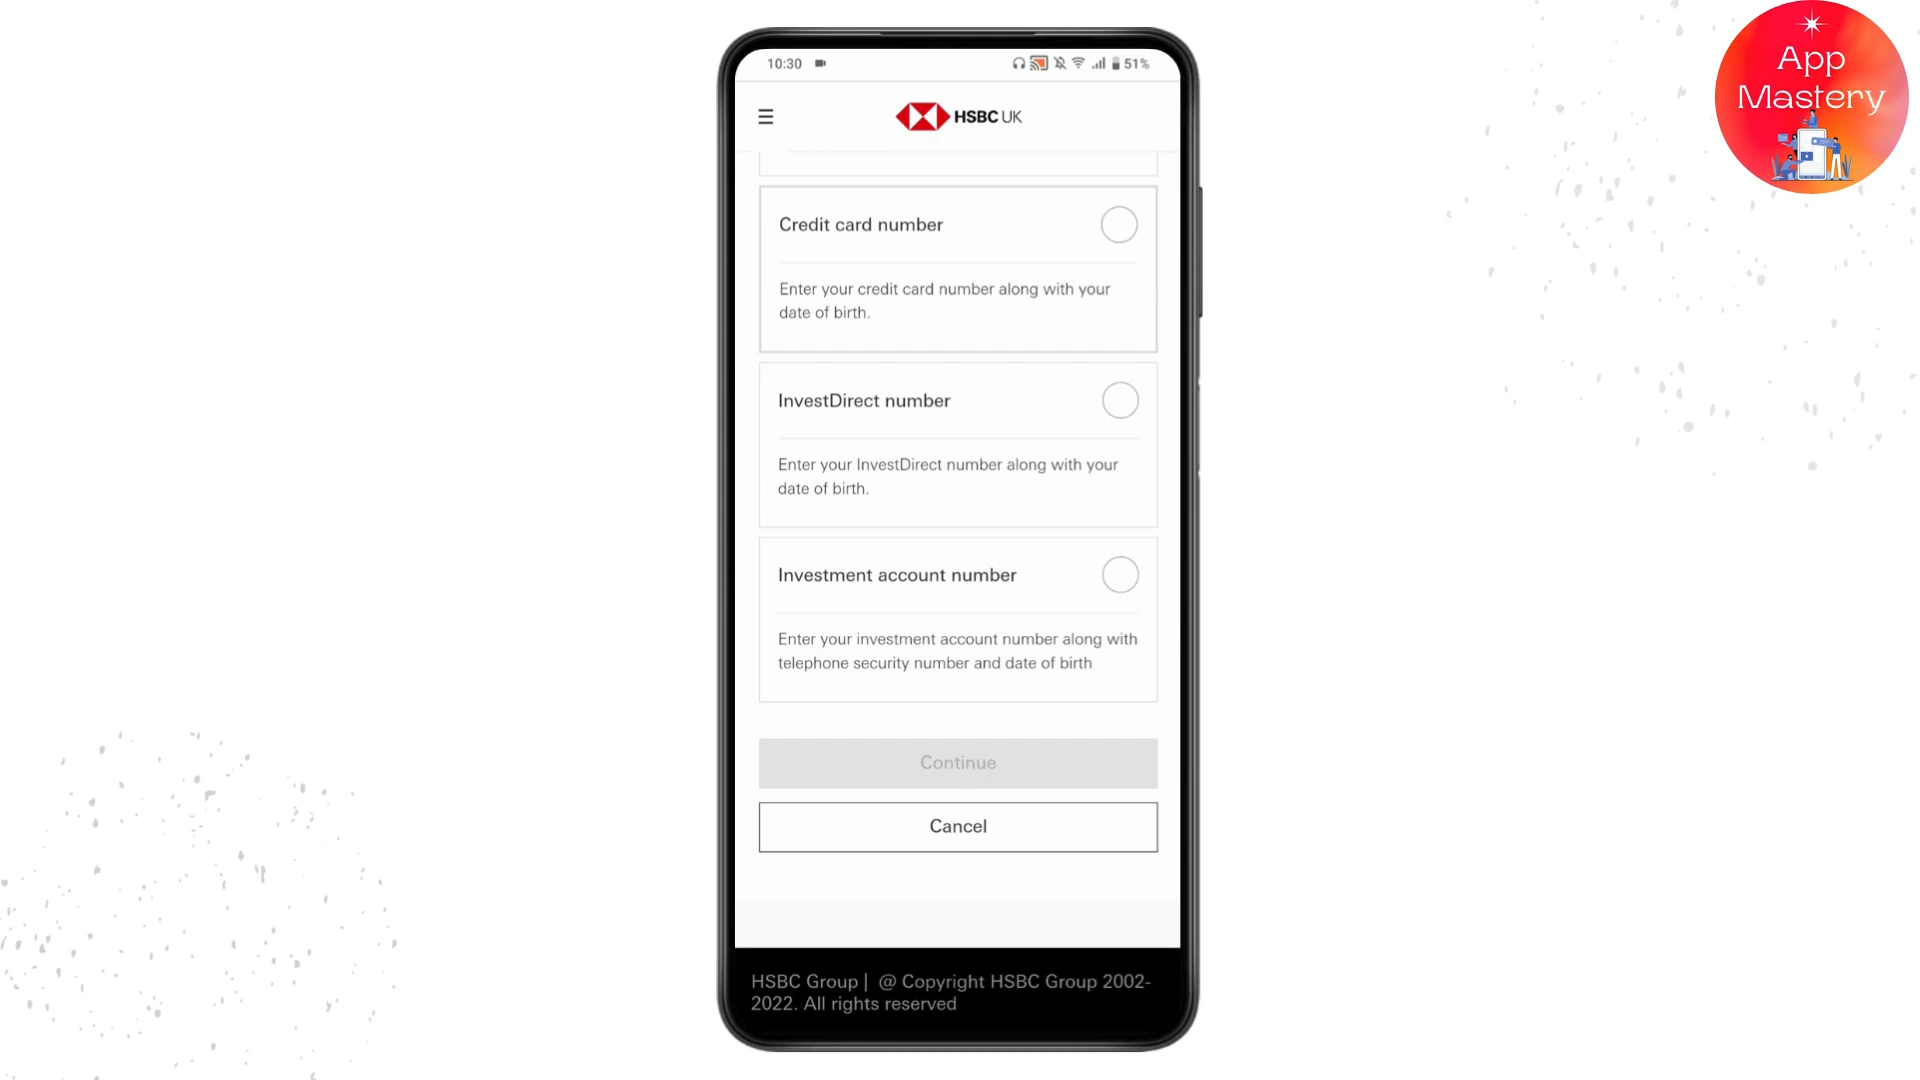 10:30
51%
App
Mastery
HSBC UK
Credit card number
Enter your credit card number along with your
date of birth.
InvestDirect number
Enter your InvestDirect number along with your
date of birth.
Investment account number
Enter your investment account number along with
telephone security number and date of birth
Continue
Cancel
HSBC Group | @ Copyright HSBC Group 2002-
2022. All rights reserved